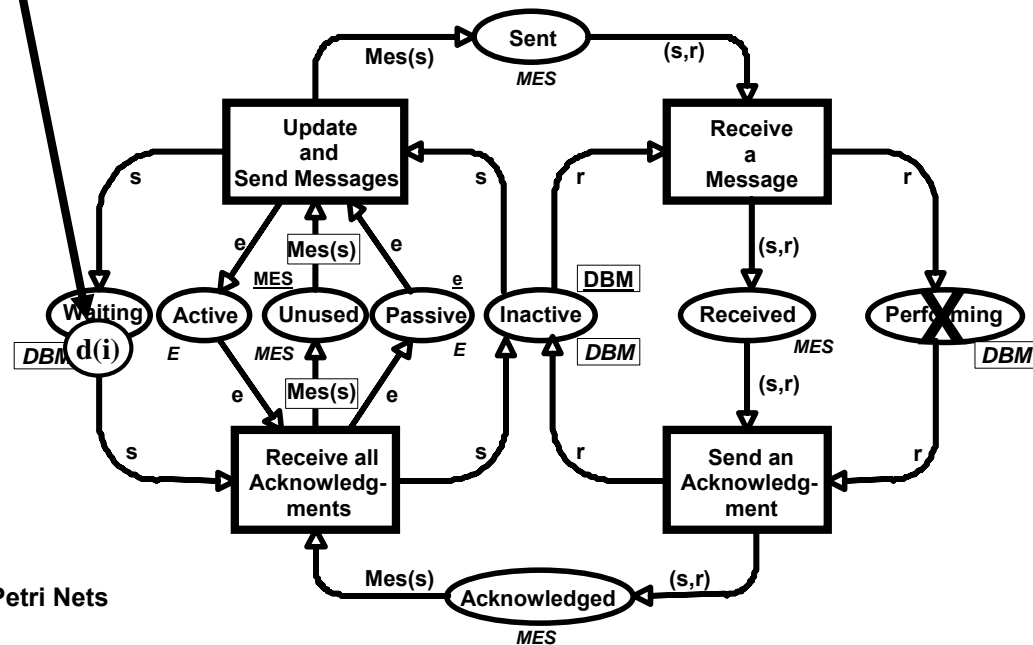 Mes(s)
Sent
(s,r)
MES
Update
and
Send Messages
Receive
a
Message
s
s
r
r
e
Mes(s)
e
(s,r)
MES
e
DBM
Waiting
Active
Unused
Passive
Inactive
Received
Performing
d(i)
DBM
E
MES
E
DBM
MES
DBM
e
Mes(s)
e
(s,r)
s
s
r
r
Receive all
Acknowledg-
ments
Send an
Acknowledg-
ment
Mes(s)
Acknowledged
(s,r)
MES
Petri Nets